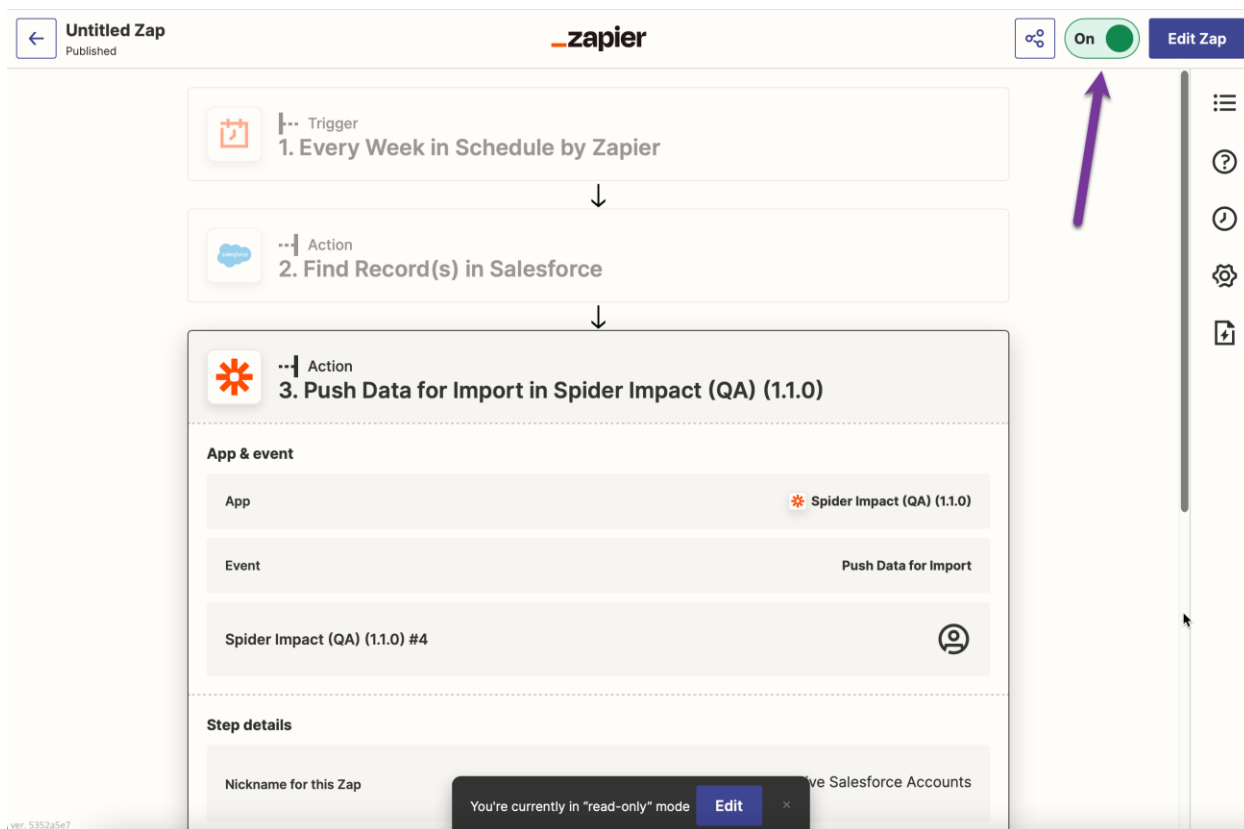 Untitled Zap
Published
_zapier
On
Edit Zap
Trigger
1. Every Week in Schedule by Zapier
Action
salesforce
2. Find Record(s) in Salesforce
Action
3. Push Data for Import in Spider Impact (QA) (1.1.0)
App & event
App
Spider Impact (QA) (1.1.0)
Event
Push Data for Import
Spider Impact (QA) (1.1.0) #4
Step details
Nickname for this Zap
Salesforce Accounts
You're currently in "read-only" mode
Edit
×
ver. 5352a5e7